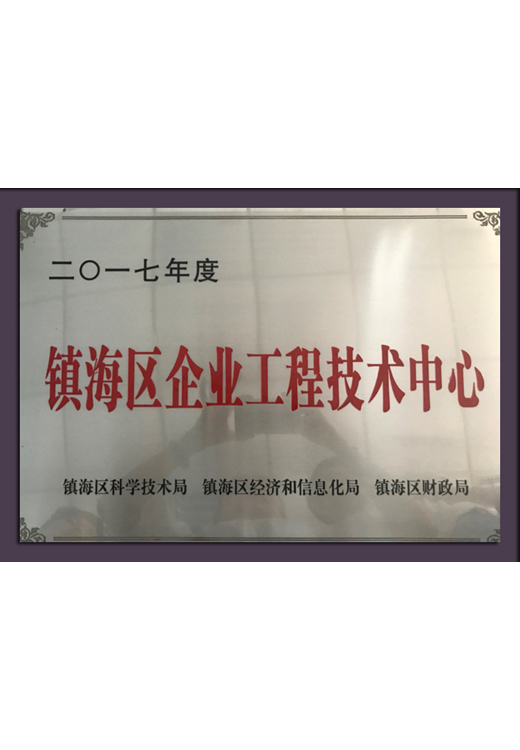 二〇一七年度
镇海区企业工程技术中心
镇海区科学技术局 镇海区经济和信息化局 镇海区财政局